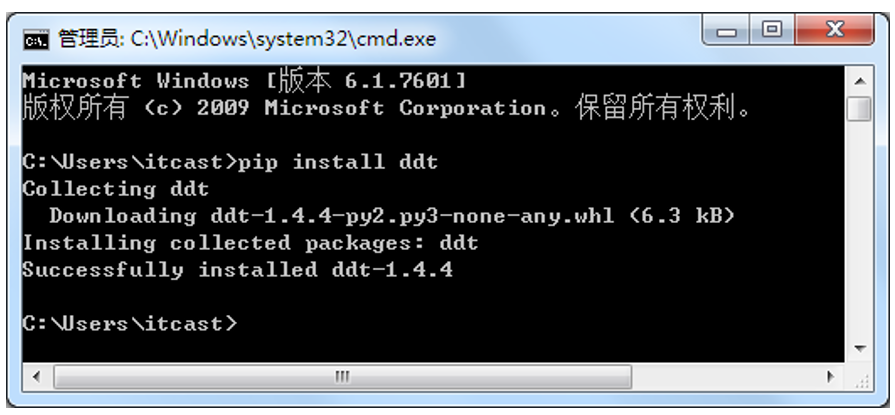 管理员: C:\Windows\system32\cmd.exe
Microsoft Windows [版本 6.1.7601]
版权所有 (c) 2009 Microsoft Corporation。保留所有权利。
C:\Users\itcast>pip install ddt
Collecting ddt
  Downloading ddt-1.4.4-py2.py3-none-any.whl (6.3 kB)
Installing collected packages: ddt
Successfully installed ddt-1.4.4
C:\Users\itcast>